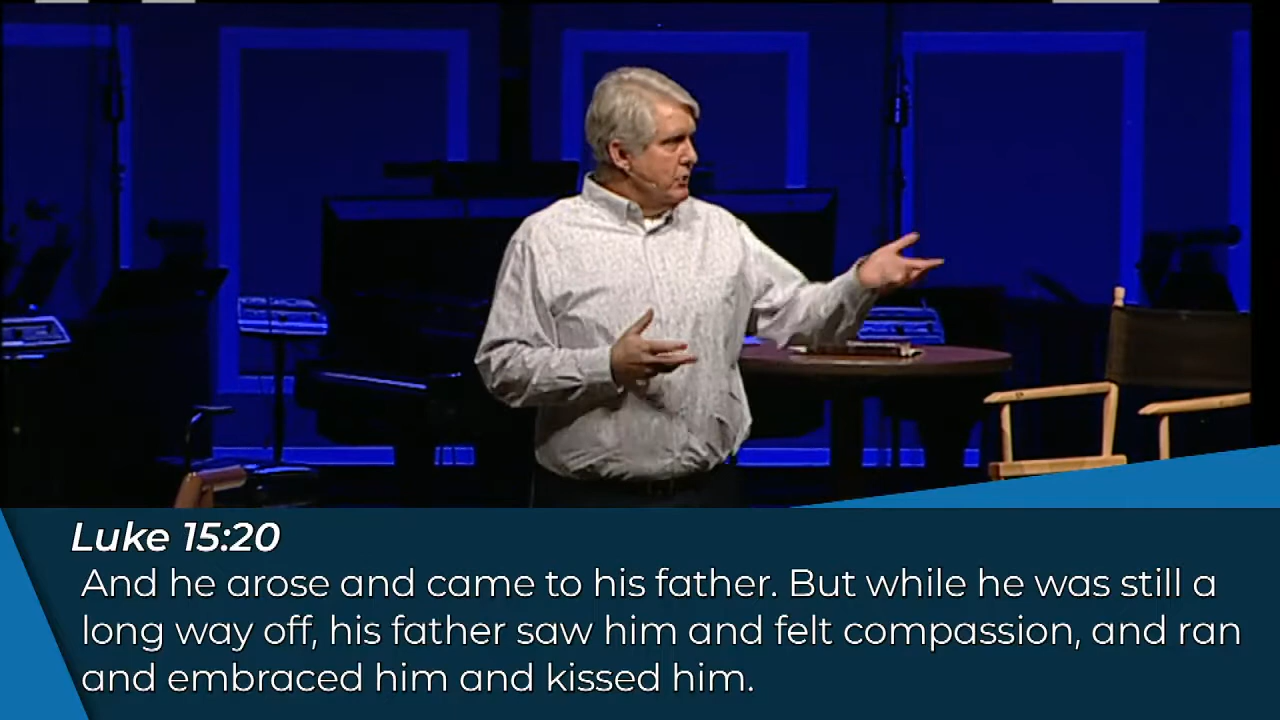 Luke 15:20
And he arose and came to his father. But while he was still a
long way off, his father saw him and felt compassion, and ran
and embraced him and kissed him.